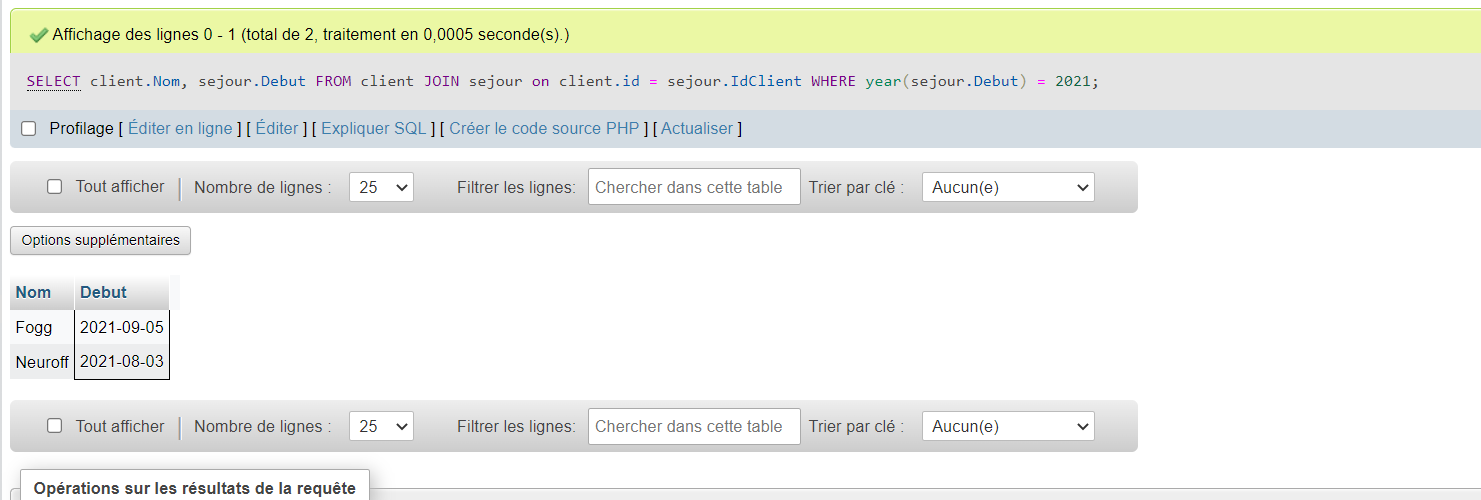 Affichage des lignes 0 - 1 (total de 2, traitement en 0,0005 seconde(s).)
SELECT client.Nom, sejour.Debut FROM client JOIN sejour on client.id = sejour.IdClient WHERE year(sejour.Debut) = 2021;
Profilage [ Éditer en ligne ] [ Éditer ] [ Expliquer SQL ] [ Créer le code source PHP ] [ Actualiser ]
Tout afficher | Nombre de lignes : 25 Filtrer les lignes: Chercher dans cette table Trier par clé : Aucun(e)
Options supplémentaires
Nom Debut
Fogg 2021-09-05
Neuroff 2021-08-03
Tout afficher | Nombre de lignes : 25 Filtrer les lignes: Chercher dans cette table Trier par clé : Aucun(e)
Opérations sur les résultats de la requête